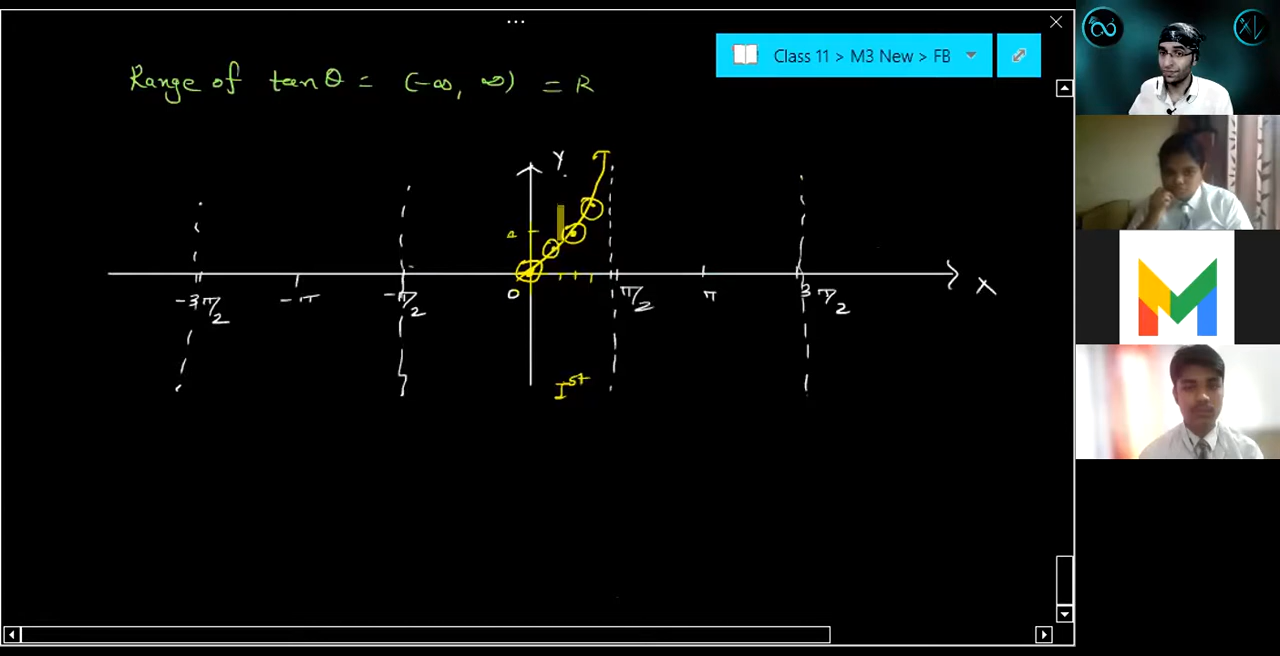 Class 11 > M3 New > FB
Range of tanθ = (-∞, ∞) = R
Y
-3π/2 -π -π/2 0 π/2 π 3π/2 X
Ist